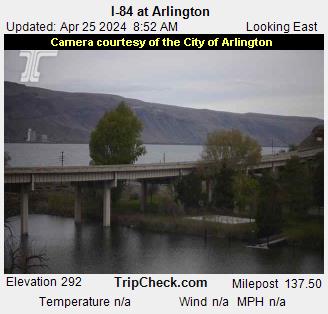 I-84 at Arlington
Updated: Apr 25 2024 8:52 AM Looking East
Camera courtesy of the City of Arlington
Elevation 292 TripCheck.com Milepost 137.50
Temperature n/a Wind n/a MPH n/a